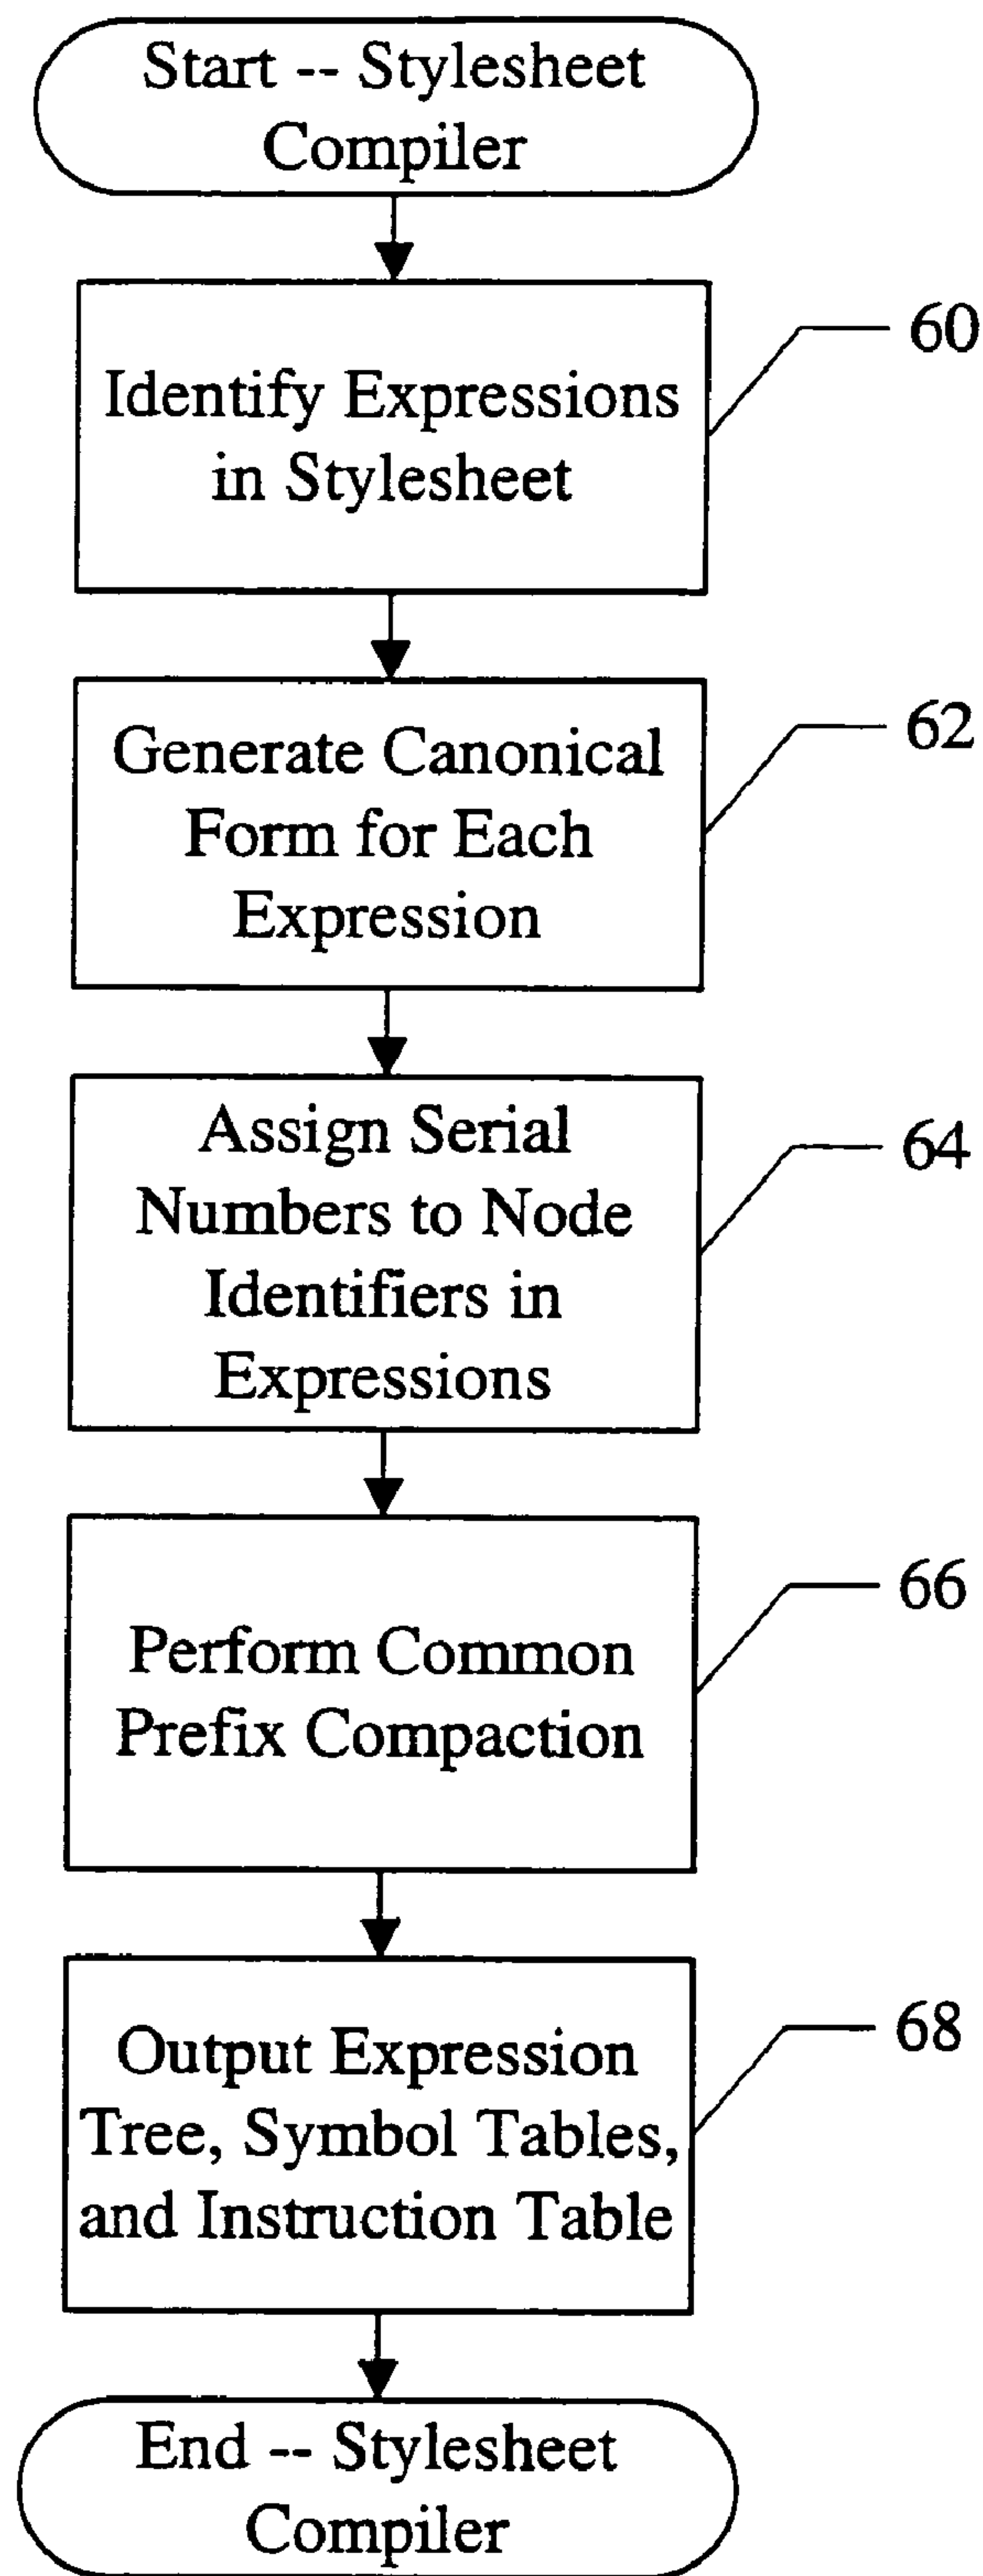 Start -- Stylesheet
Compiler
Identify Expressions
in Stylesheet
60
Generate Canonical
Form for Each
Expression
62
Assign Serial
Numbers to Node
Identifiers in
Expressions
64
Perform Common
Prefix Compaction
66
Output Expression
Tree, Symbol Tables,
and Instruction Table
68
End -- Stylesheet
Compiler